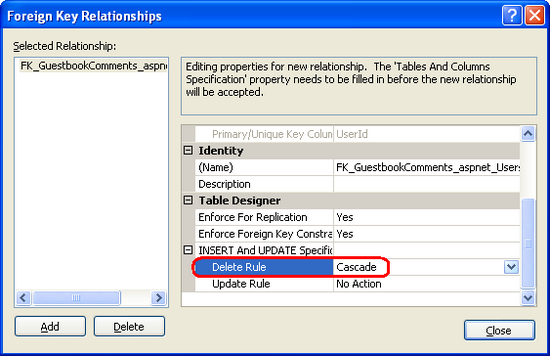 Foreign Key Relationships
Selected Relationship:
FK_GuestbookComments_aspne
Editing properties for new relationship. The 'Tables And Columns
Specification' property needs to be filled in before the new relationship
will be accepted.
Primary/Unique Key Colum UserId
Identity
(Name) FK_GuestbookComments_aspnet_Users
Description
Table Designer
Enforce For Replication Yes
Enforce Foreign Key Constra Yes
INSERT And UPDATE Specific
Delete Rule Cascade
Update Rule No Action
Add Delete Close